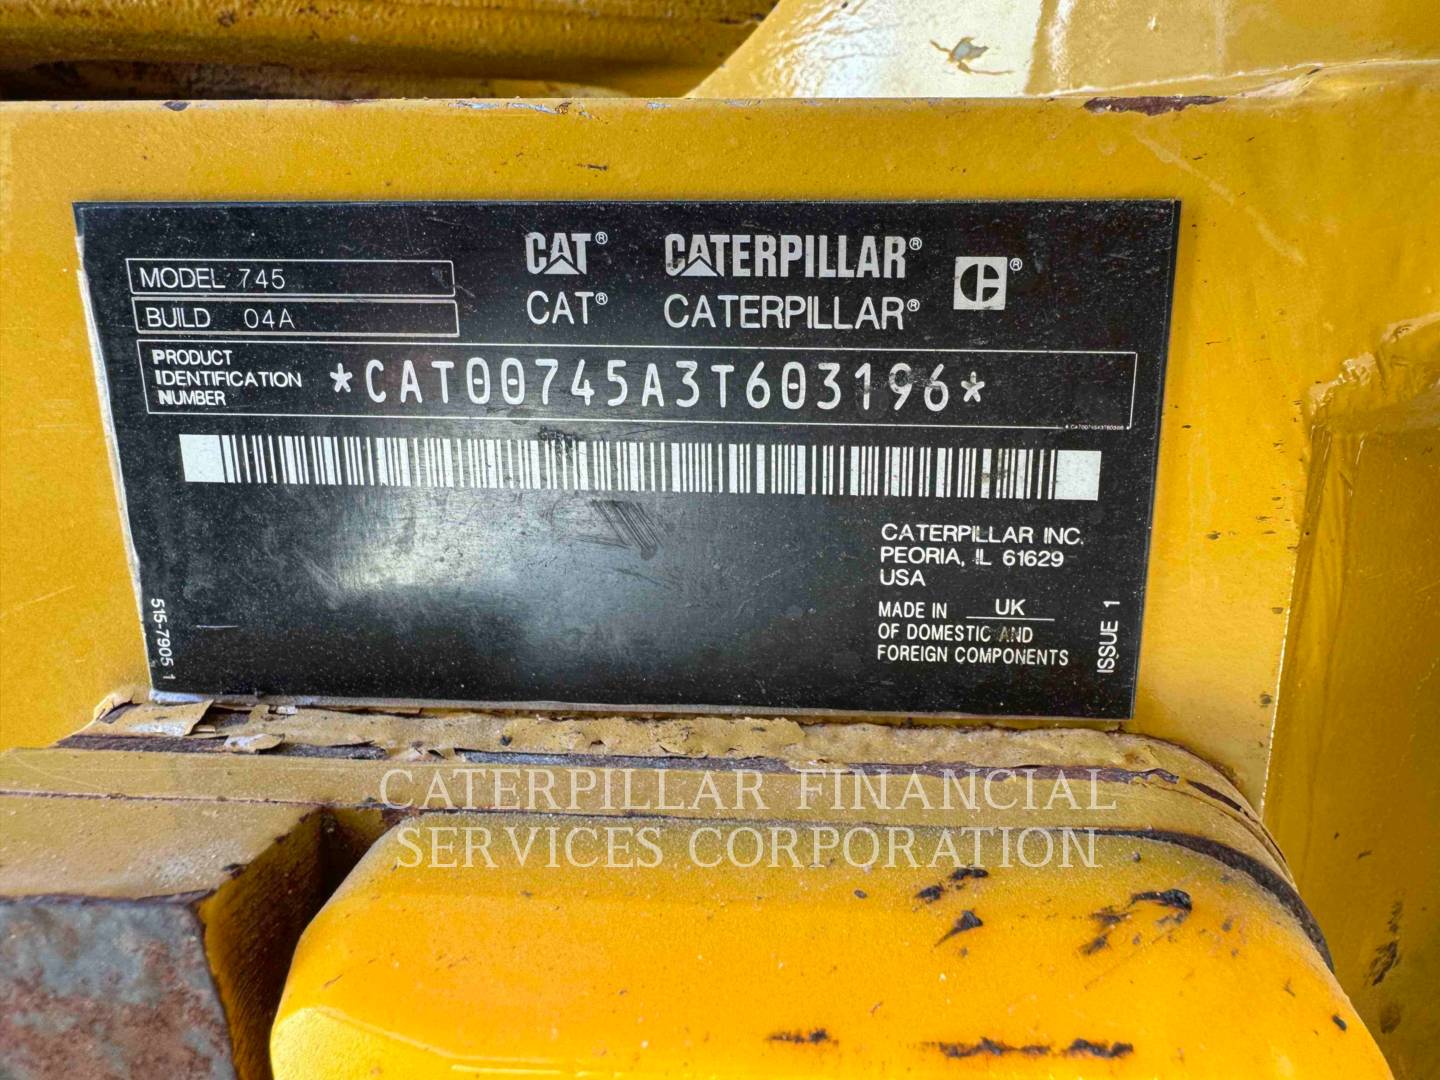 MODEL 745
BUILD 04A
CAT® CATERPILLAR® C®
CAT® CATERPILLAR®
PRODUCT
IDENTIFICATION
NUMBER
*CAT00745A3T603196*
CATERPILLAR INC.
PEORIA, IL 61629
USA
MADE IN UK
OF DOMESTIC AND
FOREIGN COMPONENTS
515-7905 1
ISSUE 1
CATERPILLAR FINANCIAL
SERVICES CORPORATION